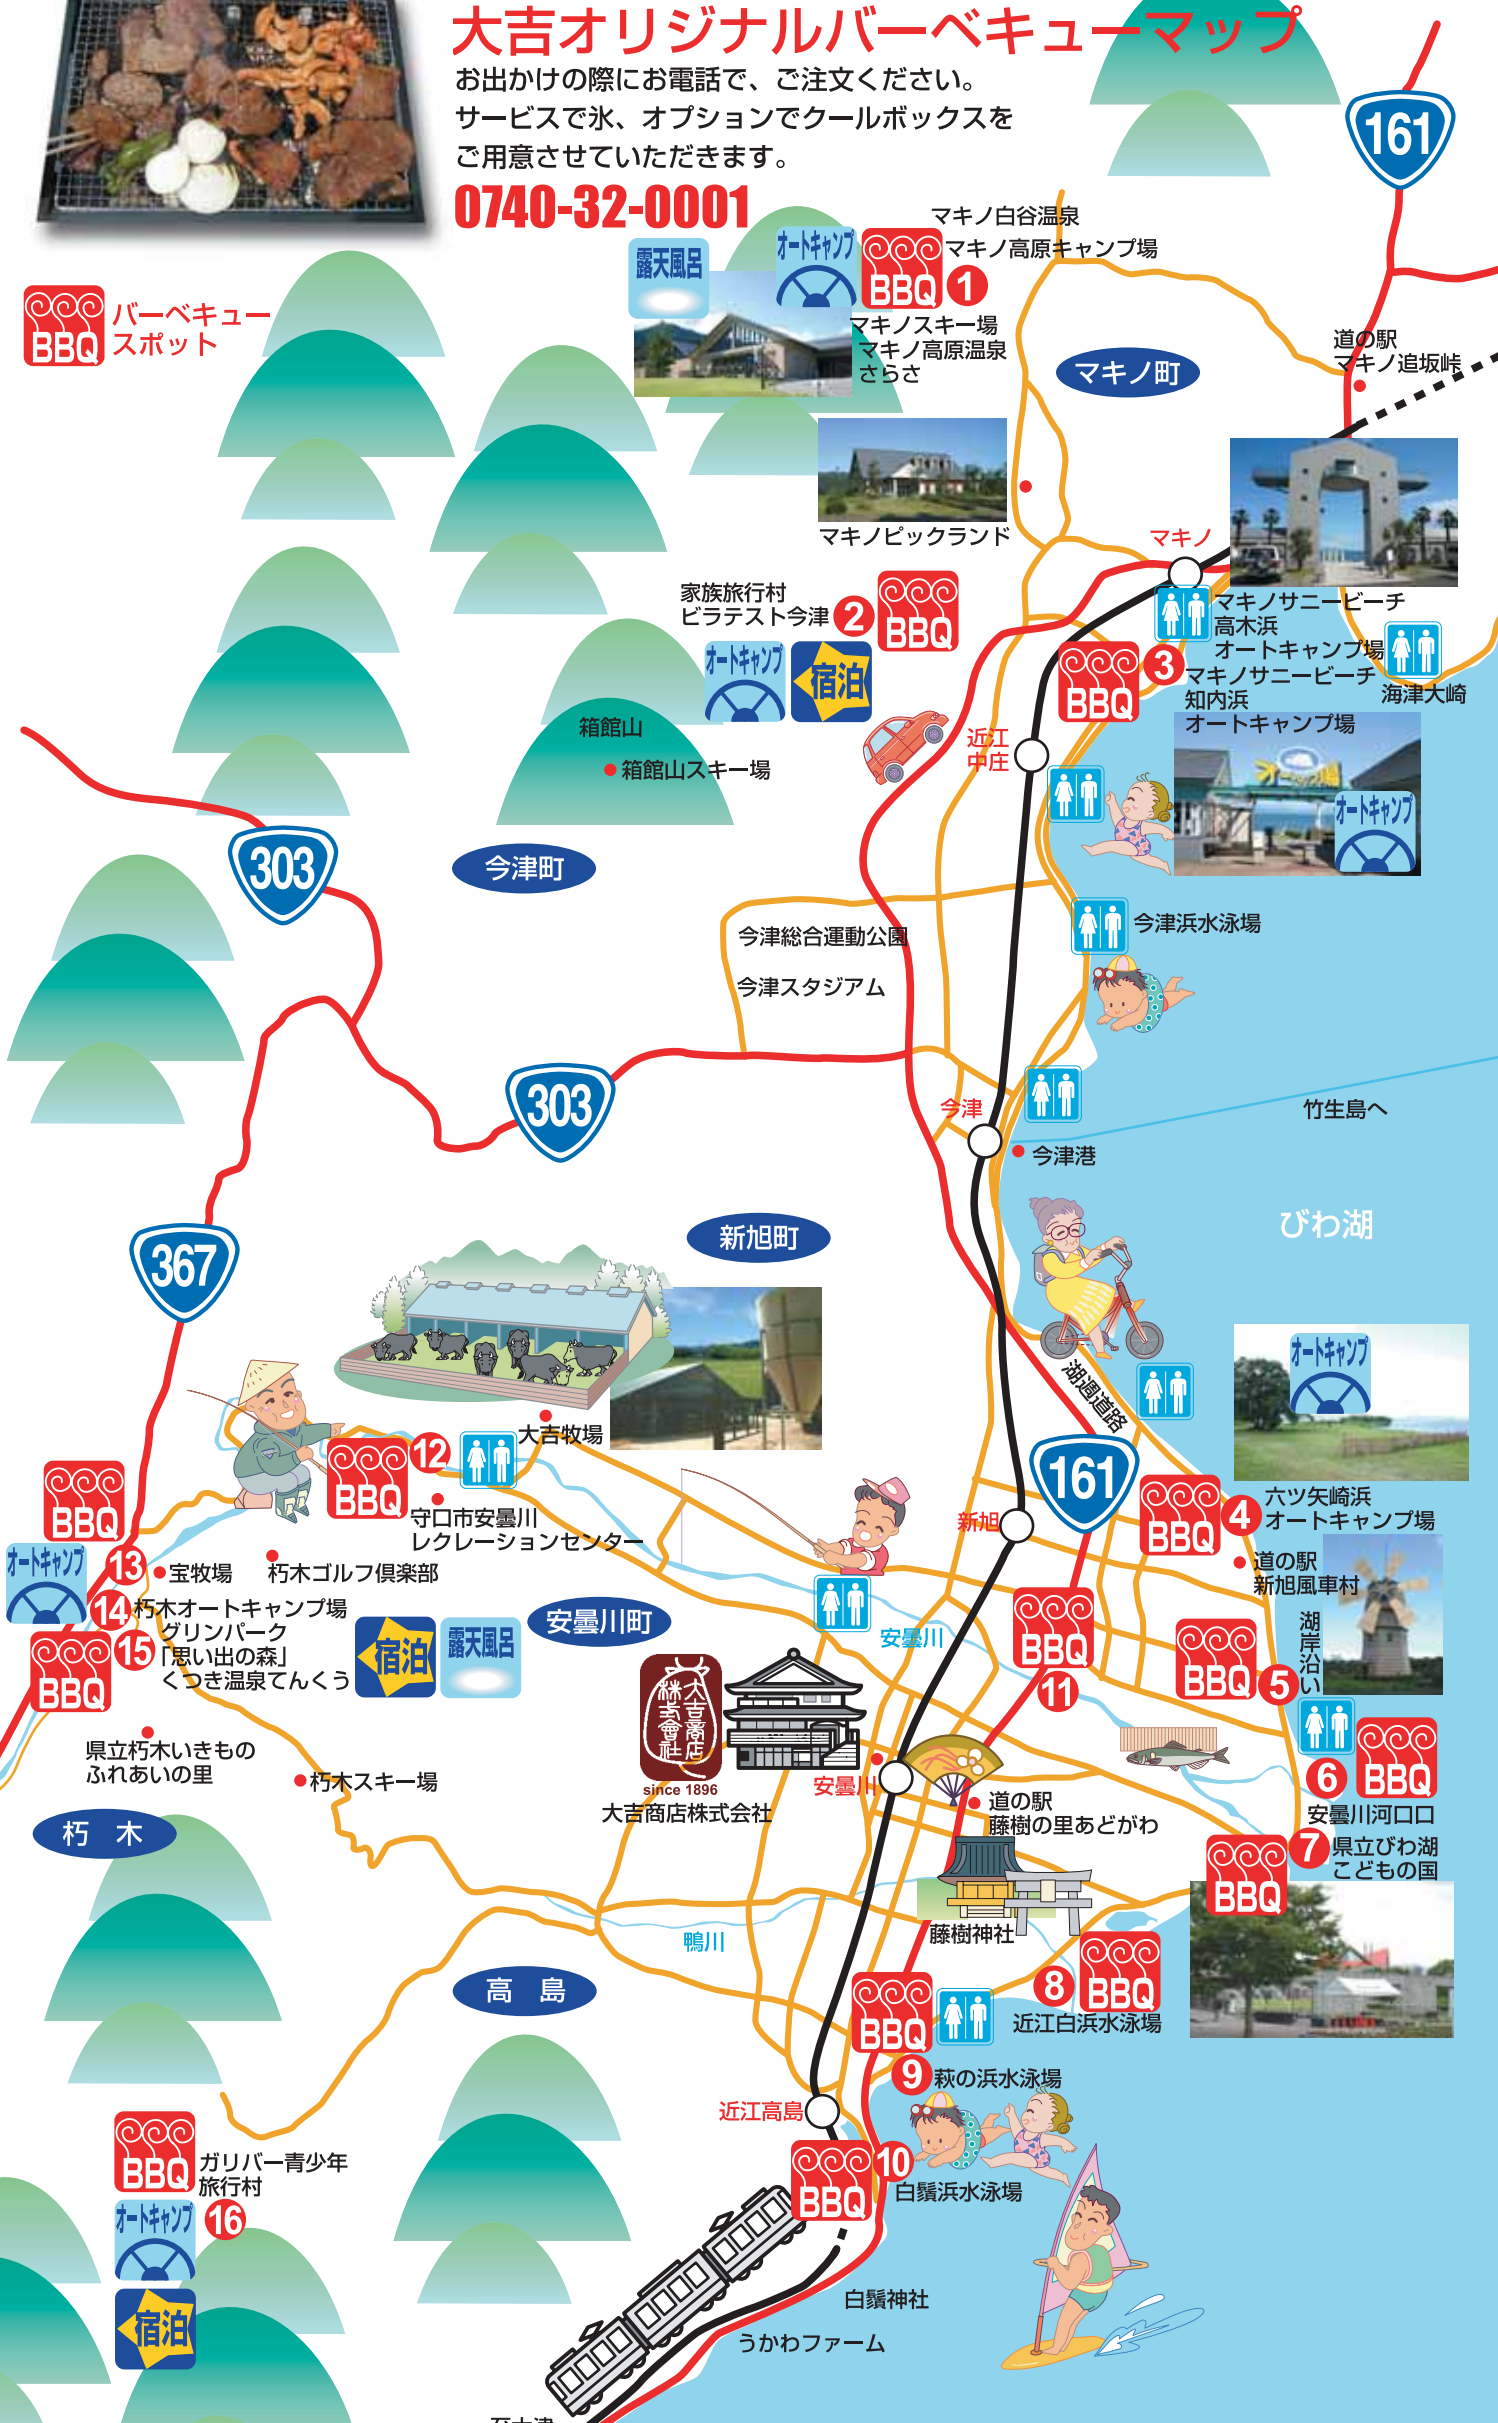 大吉オリジナルバーベキューマップ
お出かけの際にお電話で、ご注文ください。
サービスで氷、オプションでクールボックスを
ご用意させていただきます。
0740-32-0001
161
マキノ白谷温泉
マキノ高原キャンプ場
露天風呂
オートキャンプ
BBQ
1
マキノスキー場
マキノ高原温泉
さらさ
BBQ
バーベキュー
スポット
道の駅
マキノ追坂峠
マキノ町
マキノピックランド
マキノ
家族旅行村
ビラテスト今津
2
BBQ
オートキャンプ
宿泊
マキノサニービーチ
高木浜
オートキャンプ場
BBQ
3
マキノサニービーチ
知内浜
オートキャンプ場
海津大崎
箱館山
箱館山スキー場
近江
中庄
オートキャンプ
303
今津町
今津総合運動公園
今津スタジアム
今津浜水泳場
303
今津
今津港
竹生島へ
びわ湖
367
新旭町
湖週道路
オートキャンプ
大吉牧場
161
BBQ
12
守口市安曇川
レクレーションセンター
BBQ
オートキャンプ
13
宝牧場
朽木ゴルフ倶楽部
14
朽木オートキャンプ場
BBQ
15
グリンパーク
「思い出の森」
くつき温泉てんくう
宿泊
露天風呂
安曇川町
新旭
BBQ
4
六ツ矢崎浜
オートキャンプ場
道の駅
新旭風車村
湖岸沿い
安曇川
BBQ
11
BBQ
5
大吉商店
株式會社
since 1896
大吉商店株式会社
安曇川
6
BBQ
安曇川河口口
県立朽木いきもの
ふれあいの里
朽木スキー場
道の駅
藤樹の里あどがわ
朽　木
BBQ
7
県立びわ湖
こどもの国
藤樹神社
鴨川
高　島
8
BBQ
近江白浜水泳場
BBQ
9
萩の浜水泳場
近江高島
BBQ
10
白鬚浜水泳場
BBQ
ガリバー青少年
旅行村
オートキャンプ
16
宿泊
白鬚神社
うかわファーム